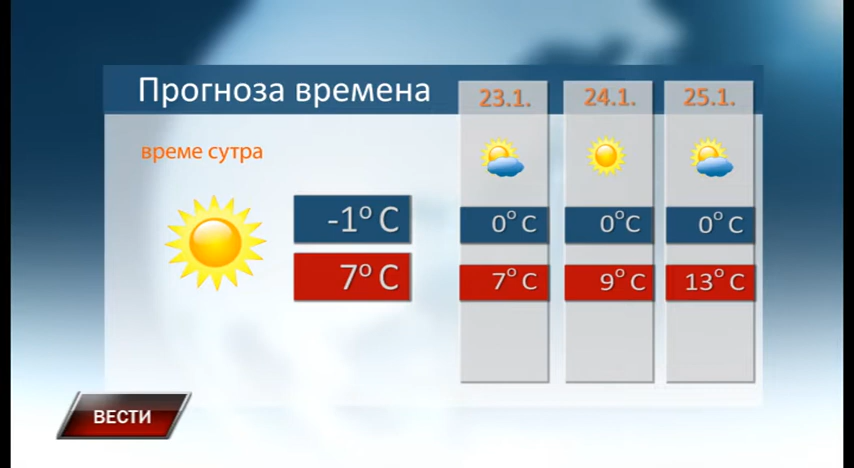 Прогноза времена
време сутра
-1° C
7° C
23.1.
0° C
7° C
24.1.
0°C
9° C
25.1.
0° C
13° C
ВЕСТИ